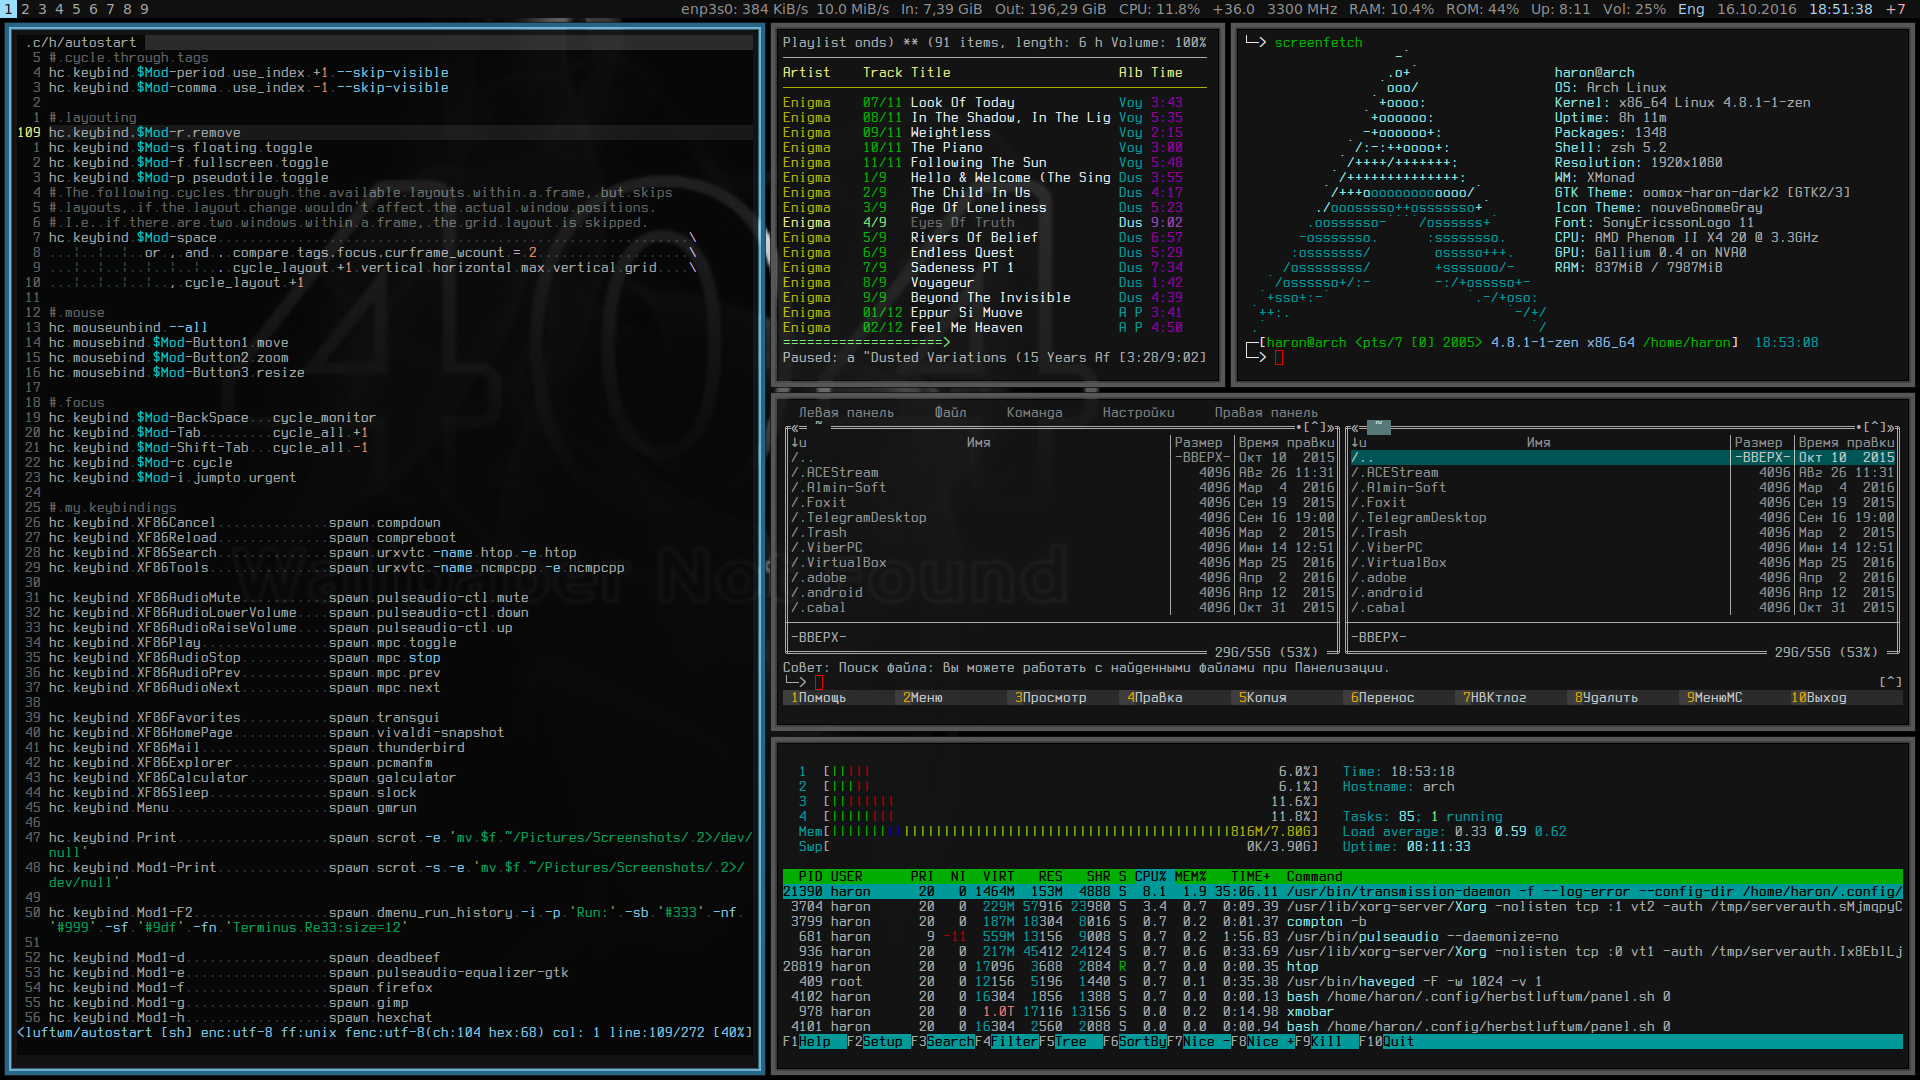 1 2 3 4 5 6 7 8 9
enp3s0: 384 KiB/s 10.0 MiB/s In: 7,39 GiB Out: 196,29 GiB CPU: 11.8% +36.0 3300 MHz RAM: 10.4% ROM: 44% Up: 8:11 Vol: 25% Eng 16.10.2016 18:51:38 +7
.c/h/autostart
5 #.cycle.through.tags
4 hc.keybind.$Mod-period.use_index.+1.--skip-visible
3 hc.keybind.$Mod-comma..use_index.-1.--skip-visible
2
1 #.layouting
109 hc.keybind.$Mod-r.remove
1 hc.keybind.$Mod-s.floating.toggle
2 hc.keybind.$Mod-f.fullscreen.toggle
3 hc.keybind.$Mod-p.pseudotile.toggle
4 #.The.following.cycles.through.the.available.layouts.within.a.frame,.but.skips
5 #.layouts,.if.the.layout.change.wouldn't.affect.the.actual.window.positions.
6 #.I.e..if.there.are.two.windows.within.a.frame,.the.grid.layout.is.skipped.
7 hc.keybind.$Mod-space \
8 or.,.and..compare.tags.focus.curframe_wcount.=.2 \
9 cycle_layout.+1.vertical.horizontal.max.vertical.grid \
10 ,.cycle_layout.+1
11
12 #.mouse
13 hc.mouseunbind.--all
14 hc.mousebind.$Mod-Button1.move
15 hc.mousebind.$Mod-Button2.zoom
16 hc.mousebind.$Mod-Button3.resize
17
18 #.focus
19 hc.keybind.$Mod-BackSpace...cycle_monitor
20 hc.keybind.$Mod-Tab.........cycle_all.+1
21 hc.keybind.$Mod-Shift-Tab...cycle_all.-1
22 hc.keybind.$Mod-c.cycle
23 hc.keybind.$Mod-i.jumpto.urgent
24
25 #.my.keybindings
26 hc.keybind.XF86Cancel..............spawn.compdown
27 hc.keybind.XF86Reload..............spawn.compreboot
28 hc.keybind.XF86Search..............spawn.urxvtc.-name.htop.-e.htop
29 hc.keybind.XF86Tools...............spawn.urxvtc.-name.ncmpcpp.-e.ncmpcpp
30
31 hc.keybind.XF86AudioMute...........spawn.pulseaudio-ctl.mute
32 hc.keybind.XF86AudioLowerVolume....spawn.pulseaudio-ctl.down
33 hc.keybind.XF86AudioRaiseVolume....spawn.pulseaudio-ctl.up
34 hc.keybind.XF86Play................spawn.mpc.toggle
35 hc.keybind.XF86AudioStop...........spawn.mpc.stop
36 hc.keybind.XF86AudioPrev...........spawn.mpc.prev
37 hc.keybind.XF86AudioNext...........spawn.mpc.next
38
39 hc.keybind.XF86Favorites...........spawn.transgui
40 hc.keybind.XF86HomePage............spawn.vivaldi-snapshot
41 hc.keybind.XF86Mail................spawn.thunderbird
42 hc.keybind.XF86Explorer............spawn.pcmanfm
43 hc.keybind.XF86Calculator..........spawn.galculator
44 hc.keybind.XF86Sleep...............spawn.slock
45 hc.keybind.Menu....................spawn.gmrun
46
47 hc.keybind.Print...................spawn.scrot.-e.'mv.$f.~/Pictures/Screenshots/.2>/dev/
null'
48 hc.keybind.Mod1-Print..............spawn.scrot.-s.-e.'mv.$f.~/Pictures/Screenshots/.2>/
dev/null'
49
50 hc.keybind.Mod1-F2.................spawn.dmenu_run_history.-i.-p.'Run:'.-sb.'#333'.-nf.
'#999'.-sf.'#9df'.-fn.'Terminus.Re33:size=12'
51
52 hc.keybind.Mod1-d..................spawn.deadbeef
53 hc.keybind.Mod1-e..................spawn.pulseaudio-equalizer-gtk
54 hc.keybind.Mod1-f..................spawn.firefox
55 hc.keybind.Mod1-g..................spawn.gimp
56 hc.keybind.Mod1-h..................spawn.hexchat
<luftwm/autostart [sh] enc:utf-8 ff:unix fenc:utf-8(ch:104 hex:68) col: 1 line:109/272 [40%]
404
Wallpaper Not Found
Playlist onds) ** (91 items, length: 6 h Volume: 100%
Artist Track Title Alb Time
Enigma 07/11 Look Of Today Voy 3:43
Enigma 08/11 In The Shadow, In The Lig Voy 5:35
Enigma 09/11 Weightless Voy 2:15
Enigma 10/11 The Piano Voy 3:00
Enigma 11/11 Following The Sun Voy 5:48
Enigma 1/9 Hello & Welcome (The Sing Dus 3:55
Enigma 2/9 The Child In Us Dus 4:17
Enigma 3/9 Age Of Loneliness Dus 5:23
Enigma 4/9 Eyes Of Truth Dus 9:02
Enigma 5/9 Rivers Of Belief Dus 6:57
Enigma 6/9 Endless Quest Dus 5:29
Enigma 7/9 Sadeness PT 1 Dus 7:34
Enigma 8/9 Voyageur Dus 1:42
Enigma 9/9 Beyond The Invisible Dus 4:39
Enigma 01/12 Eppur Si Muove A P 3:41
Enigma 02/12 Feel Me Heaven A P 4:50
====================>
Paused: a "Dusted Variations (15 Years Af [3:28/9:02]
└─> screenfetch
haron@arch
OS: Arch Linux
Kernel: x86_64 Linux 4.8.1-1-zen
Uptime: 8h 11m
Packages: 1348
Shell: zsh 5.2
Resolution: 1920x1080
WM: XMonad
GTK Theme: oomox-haron-dark2 [GTK2/3]
Icon Theme: nouveGnomeGray
Font: SonyEricssonLogo 11
CPU: AMD Phenom II X4 20 @ 3.3GHz
GPU: Gallium 0.4 on NVA0
RAM: 837MiB / 7987MiB
┌─[haron@arch <pts/7 [0] 2005> 4.8.1-1-zen x86_64 /home/haron] 18:53:08
└─>
Левая панель Файл Команда Настройки Правая панель
«─ ~ •[^]» «─ ~ •[^]»
↓и Имя Размер Время правки ↓и Имя Размер Время правки
/.. -ВВЕРХ- Окт 10 2015 /.. -ВВЕРХ- Окт 10 2015
/.ACEStream 4096 Авг 26 11:31 /.ACEStream 4096 Авг 26 11:31
/.Almin-Soft 4096 Мар 4 2016 /.Almin-Soft 4096 Мар 4 2016
/.Foxit 4096 Сен 19 2015 /.Foxit 4096 Сен 19 2015
/.TelegramDesktop 4096 Сен 16 19:00 /.TelegramDesktop 4096 Сен 16 19:00
/.Trash 4096 Мар 2 2015 /.Trash 4096 Мар 2 2015
/.ViberPC 4096 Июн 14 12:51 /.ViberPC 4096 Июн 14 12:51
/.VirtualBox 4096 Мар 25 2016 /.VirtualBox 4096 Мар 25 2016
/.adobe 4096 Апр 2 2016 /.adobe 4096 Апр 2 2016
/.android 4096 Апр 12 2015 /.android 4096 Апр 12 2015
/.cabal 4096 Окт 31 2015 /.cabal 4096 Окт 31 2015
-ВВЕРХ- -ВВЕРХ-
29G/55G (53%) 29G/55G (53%)
Совет: Поиск файла: Вы можете работать с найденными файлами при Панелизации.
└─> [^]
1Помощь 2Меню 3Просмотр 4Правка 5Копия 6Перенос 7НвКтлог 8Удалить 9МенюMC 10Выход
1 [||||| 6.0%] Time: 18:53:18
2 [||||| 6.1%] Hostname: arch
3 [|||||||| 11.6%]
4 [|||||||| 11.8%] Tasks: 85; 1 running
Mem[816M/7.80G] Load average: 0.33 0.59 0.62
Swp[ 0K/3.90G] Uptime: 08:11:33
PID USER PRI NI VIRT RES SHR S CPU% MEM% TIME+ Command
21390 haron 20 0 1464M 153M 4888 S 8.1 1.9 35:06.11 /usr/bin/transmission-daemon -f --log-error --config-dir /home/haron/.config/
3704 haron 20 0 229M 57916 23980 S 3.4 0.7 0:09.39 /usr/lib/xorg-server/Xorg -nolisten tcp :1 vt2 -auth /tmp/serverauth.sMjmqpyC
3799 haron 20 0 187M 18304 8016 S 0.7 0.2 0:01.37 compton -b
681 haron 9 -11 559M 13156 9008 S 0.7 0.2 1:56.83 /usr/bin/pulseaudio --daemonize=no
936 haron 20 0 217M 45412 24124 S 0.7 0.6 0:33.69 /usr/lib/xorg-server/Xorg -nolisten tcp :0 vt1 -auth /tmp/serverauth.Ix8EblLj
28819 haron 20 0 17096 3688 2884 R 0.7 0.0 0:00.35 htop
409 root 20 0 12156 5196 1440 S 0.7 0.1 0:35.38 /usr/bin/haveged -F -w 1024 -v 1
4102 haron 20 0 16304 1856 1388 S 0.7 0.0 0:00.13 bash /home/haron/.config/herbstluftwm/panel.sh 0
978 haron 20 0 1.0T 17116 13156 S 0.0 0.2 0:14.98 xmobar
4101 haron 20 0 16304 2560 2088 S 0.0 0.0 0:00.94 bash /home/haron/.config/herbstluftwm/panel.sh 0
F1Help F2Setup F3SearchF4FilterF5Tree F6SortByF7Nice -F8Nice +F9Kill F10Quit